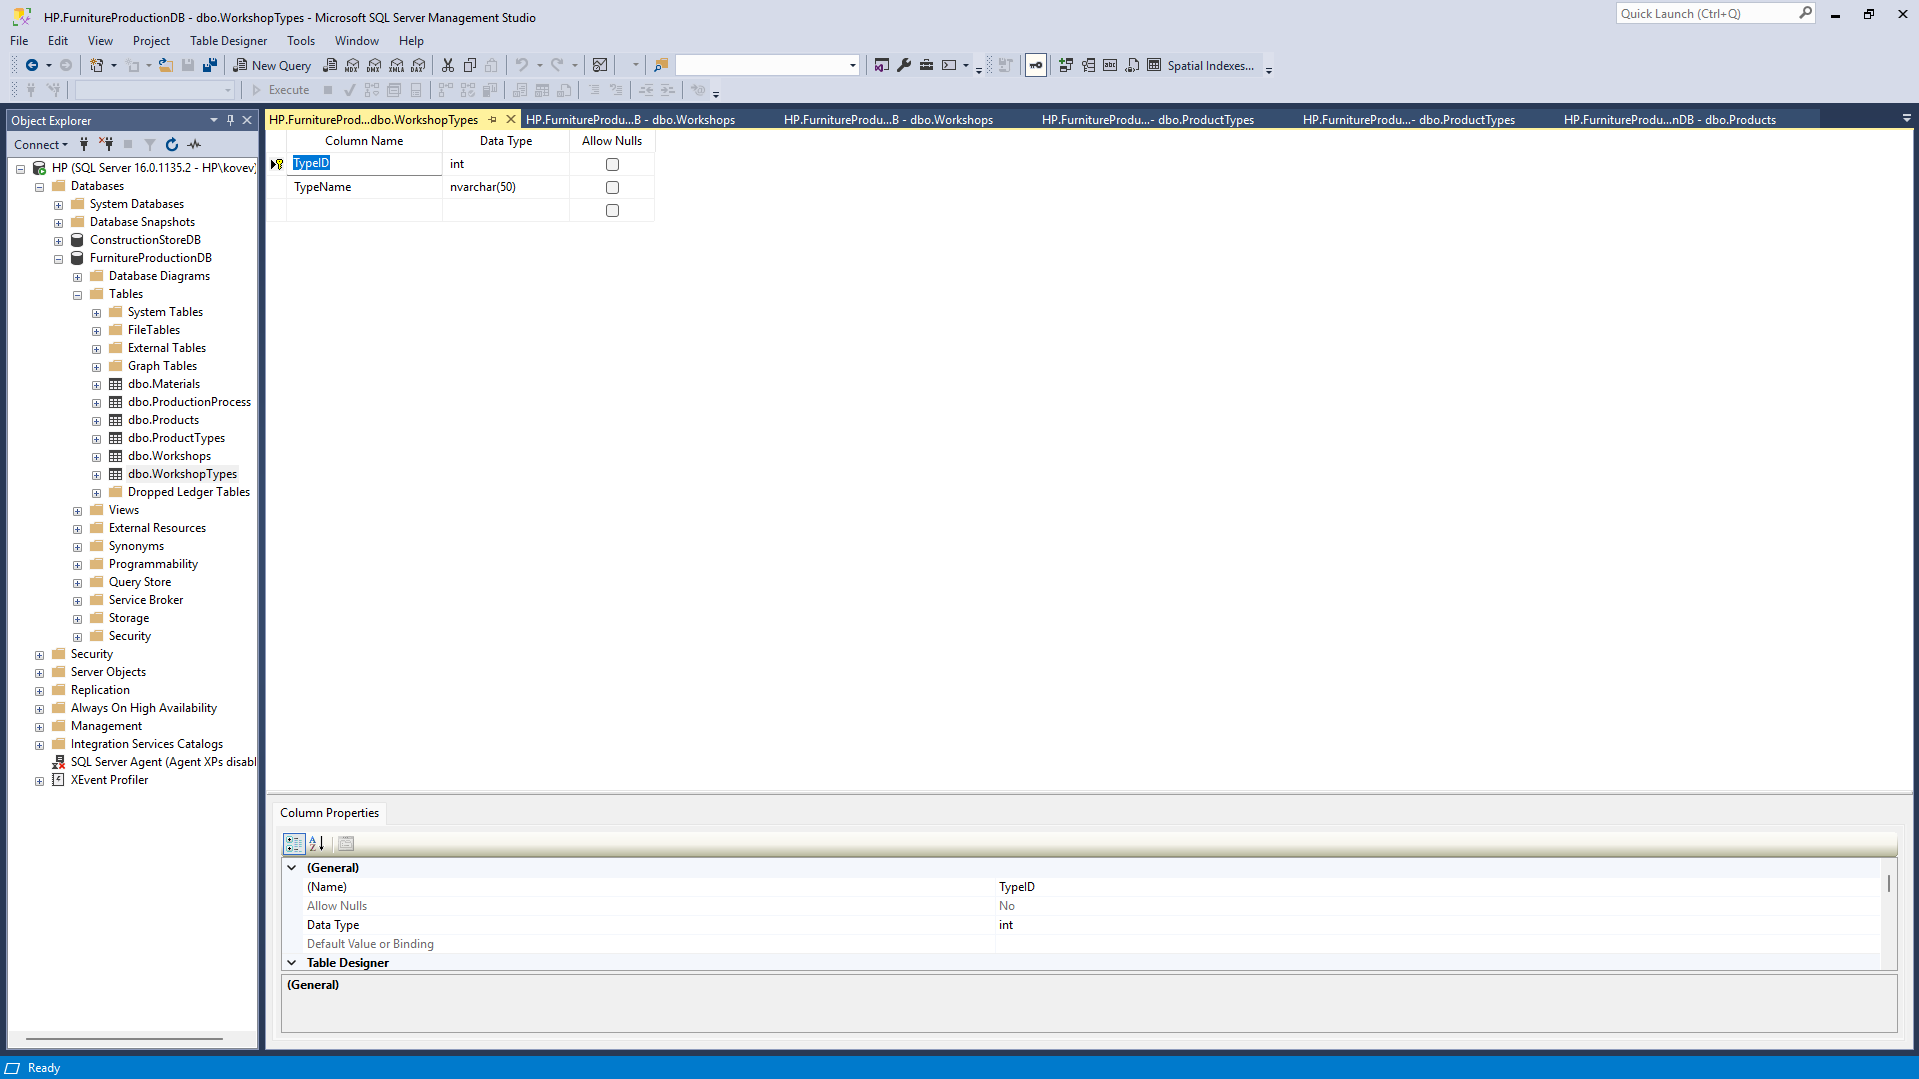 HP.FurnitureProductionDB - dbo.WorkshopTypes - Microsoft SQL Server Management Studio
Quick Launch (Ctrl+Q)
File Edit View Project Table Designer Tools Window Help
New Query MDX DMX XMLA DAX Spatial Indexes...
Execute
Object Explorer
HP.FurnitureProd...dbo.WorkshopTypes HP.FurnitureProdu...B - dbo.Workshops HP.FurnitureProdu...B - dbo.Workshops HP.FurnitureProdu...- dbo.ProductTypes HP.FurnitureProdu...- dbo.ProductTypes HP.FurnitureProdu...nDB - dbo.Products
Connect
Column Name Data Type Allow Nulls
TypeID int
TypeName nvarchar(50)
HP (SQL Server 16.0.1135.2 - HP\kovev)
Databases
System Databases
Database Snapshots
ConstructionStoreDB
FurnitureProductionDB
Database Diagrams
Tables
System Tables
FileTables
External Tables
Graph Tables
dbo.Materials
dbo.ProductionProcess
dbo.Products
dbo.ProductTypes
dbo.Workshops
dbo.WorkshopTypes
Dropped Ledger Tables
Views
External Resources
Synonyms
Programmability
Query Store
Service Broker
Storage
Security
Security
Server Objects
Replication
Always On High Availability
Management
Integration Services Catalogs
SQL Server Agent (Agent XPs disabl
XEvent Profiler
Column Properties
(General)
(Name) TypeID
Allow Nulls No
Data Type int
Default Value or Binding
Table Designer
(General)
Ready